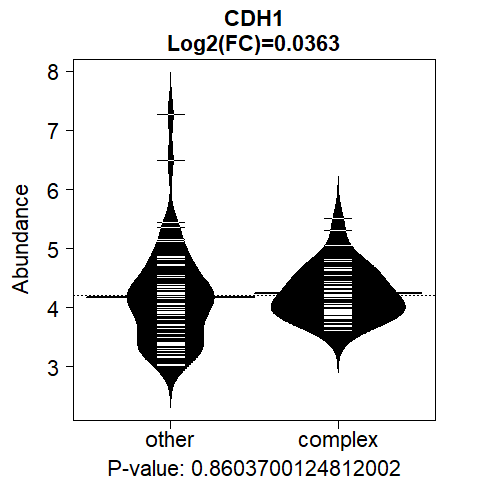 CDH1
Log2(FC)=0.0363
8
7
6
5
4
3
Abundance
other complex
P-value: 0.8603700124812002